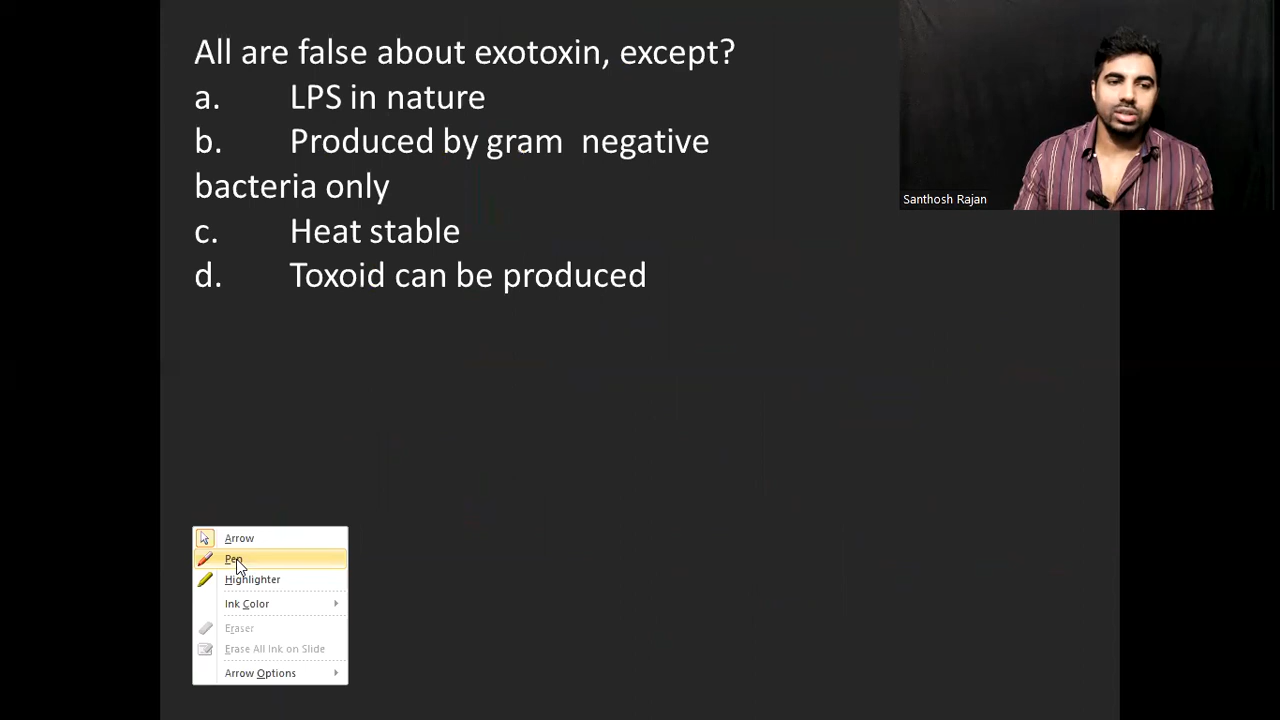 All are false about exotoxin, except?
a. LPS in nature
b. Produced by gram negative
bacteria only
c. Heat stable
d. Toxoid can be produced
Santhosh Rajan
Arrow
Pen
Highlighter
Ink Color
Eraser
Erase All Ink on Slide
Arrow Options